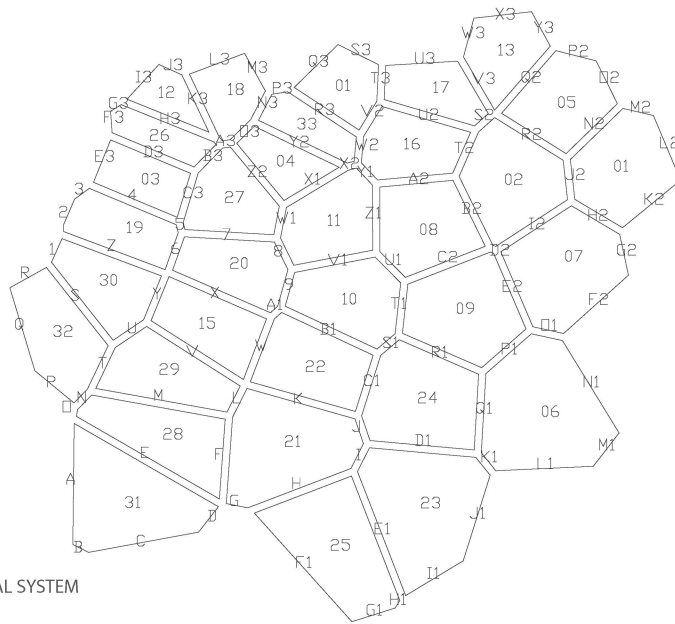 X3
W3 Y3
S3 13 P2
L3 Q3 U3 O2
J3 M3 T3 V3 Q2
I3 12 18 01 17 05
K3 P3 V2 M2
G3 N3 R3 U2 S2 N2
F3 H3 O3 33 W2 16 R2 L2
26 A3 Y2 T2
D3 B3 04 X2 U2 01
E3 03 Z2 X1 Y1 A2 02
3 4 C3 27 K2
2 19 5 W1 11 Z1 08 B2 H2
1 Z 6 7 8 I2 G2
R 30 20 V1 U1 C2 D2 07
S Y X 9 E2
Q 10 T1 09 F2
32 U 15 A1 B1
T V W S1 P1 O1
29 22 R1
P M L K C1 24 N1
N Q1 06
O J
28 21 D1 M1
E F I K1
A H L1
31 G 23
D E1 J1
B C 25
F1 I1
AL SYSTEM
H1
G1